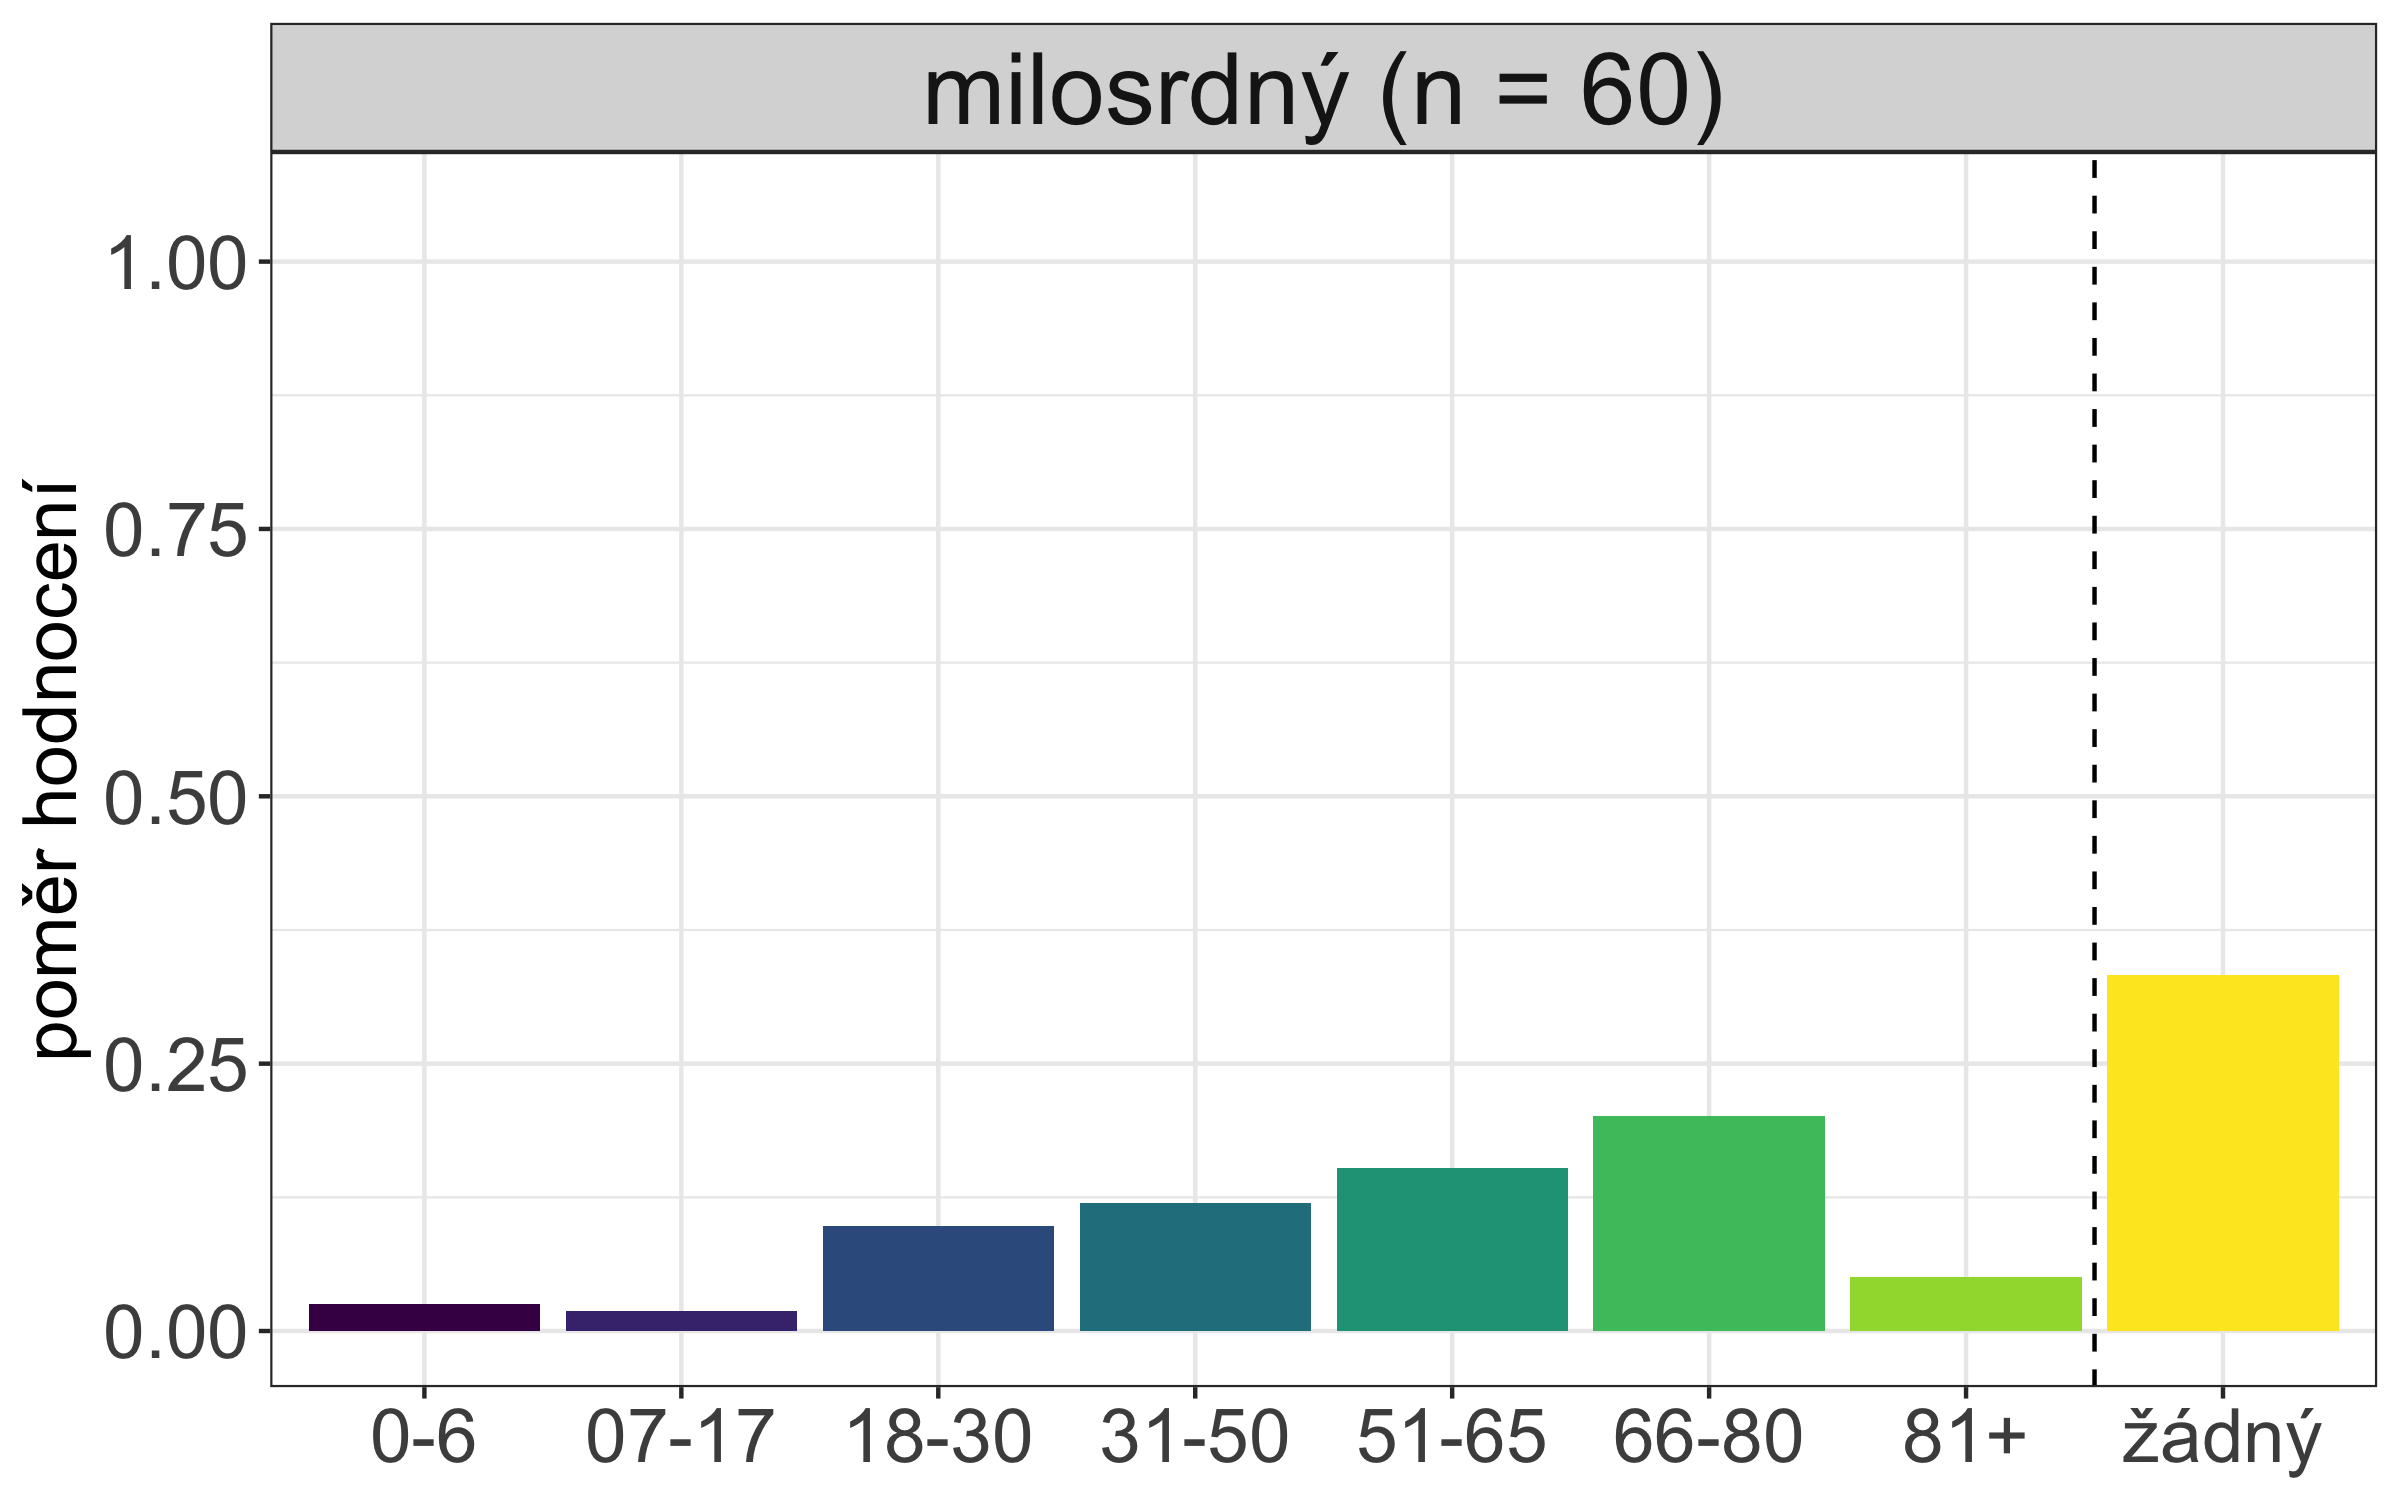 milosrdný (n = 60)
poměr hodnocení
1.00
0.75
0.50
0.25
0.00
0-6 07-17 18-30 31-50 51-65 66-80 81+ žádný